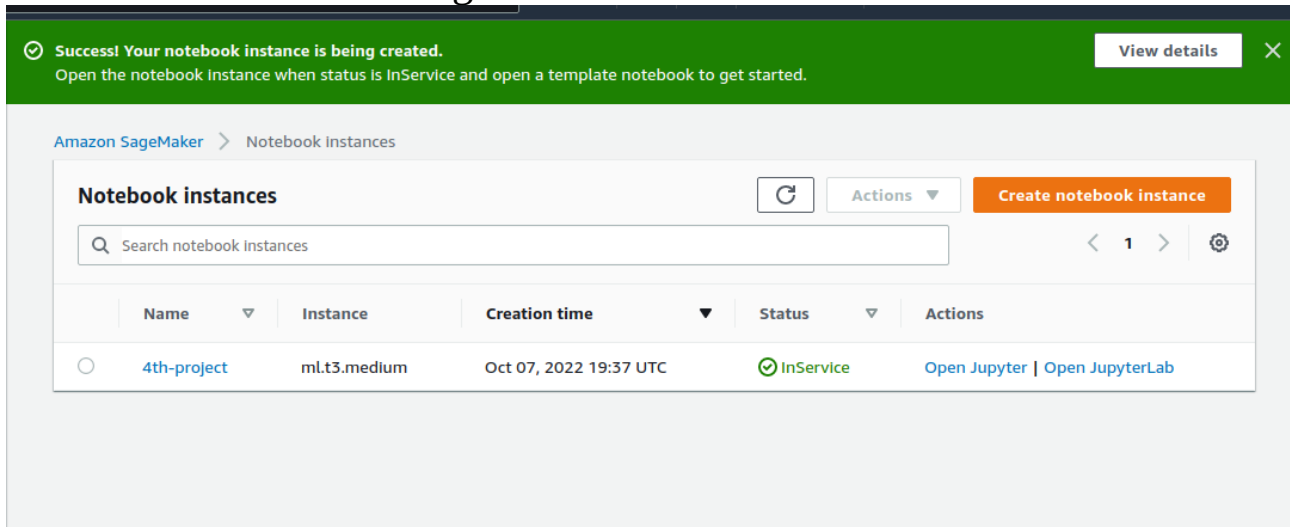 Success! Your notebook instance is being created.
View details
Open the notebook instance when status is InService and open a template notebook to get started.
Amazon SageMaker > Notebook instances
Notebook instances
Actions
Create notebook instance
Search notebook instances
1
Name Instance Creation time Status Actions
4th-project ml.t3.medium Oct 07, 2022 19:37 UTC InService Open Jupyter | Open JupyterLab